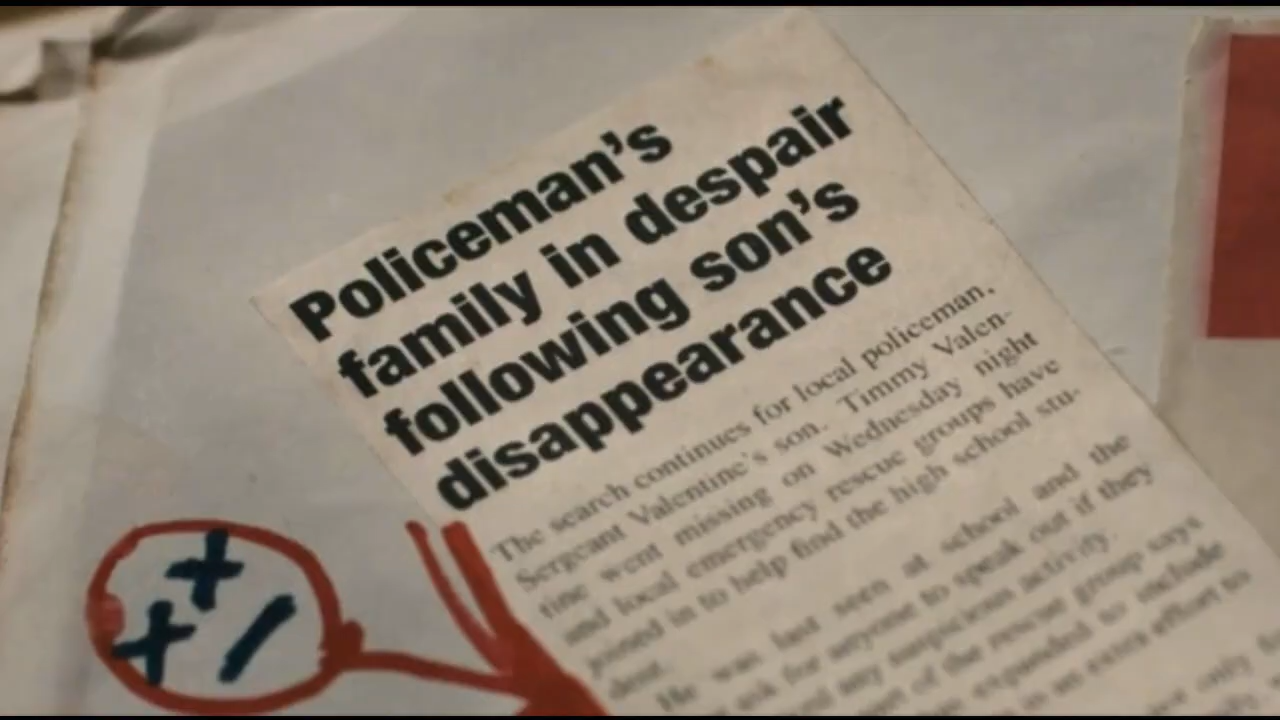 Policeman's
family in despair
following son's
disappearance
The search continues for local policeman,
Sergeant Valentine's son. Timmy Valen-
tine went missing on Wednesday night
and local emergency rescue groups have
joined in to help find the high school stu-
dent.
He was last seen at school and the
ask for anyone to speak out if they
any suspicious activity.
of the rescue group says
expanded to include
in an extra effort to
only
++/